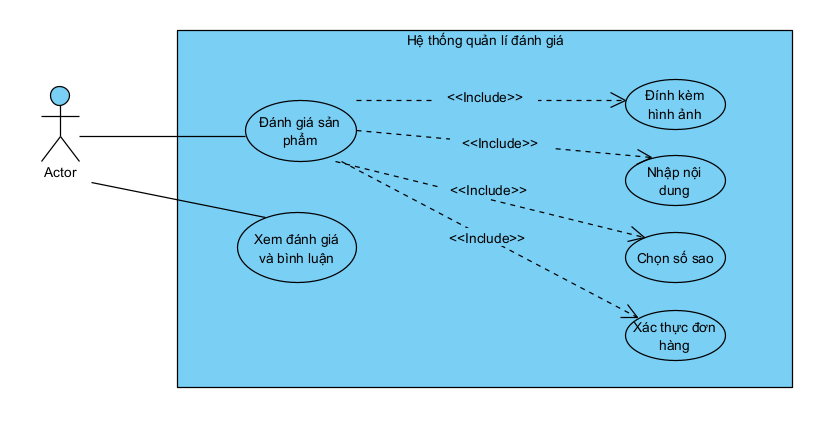 Hệ thống quản lí đánh giá
Actor
Đánh giá sản
phẩm
Xem đánh giá
và bình luận
<<Include>>
<<Include>>
<<Include>>
<<Include>>
Đính kèm
hình ảnh
Nhập nội
dung
Chọn số sao
Xác thực đơn
hàng